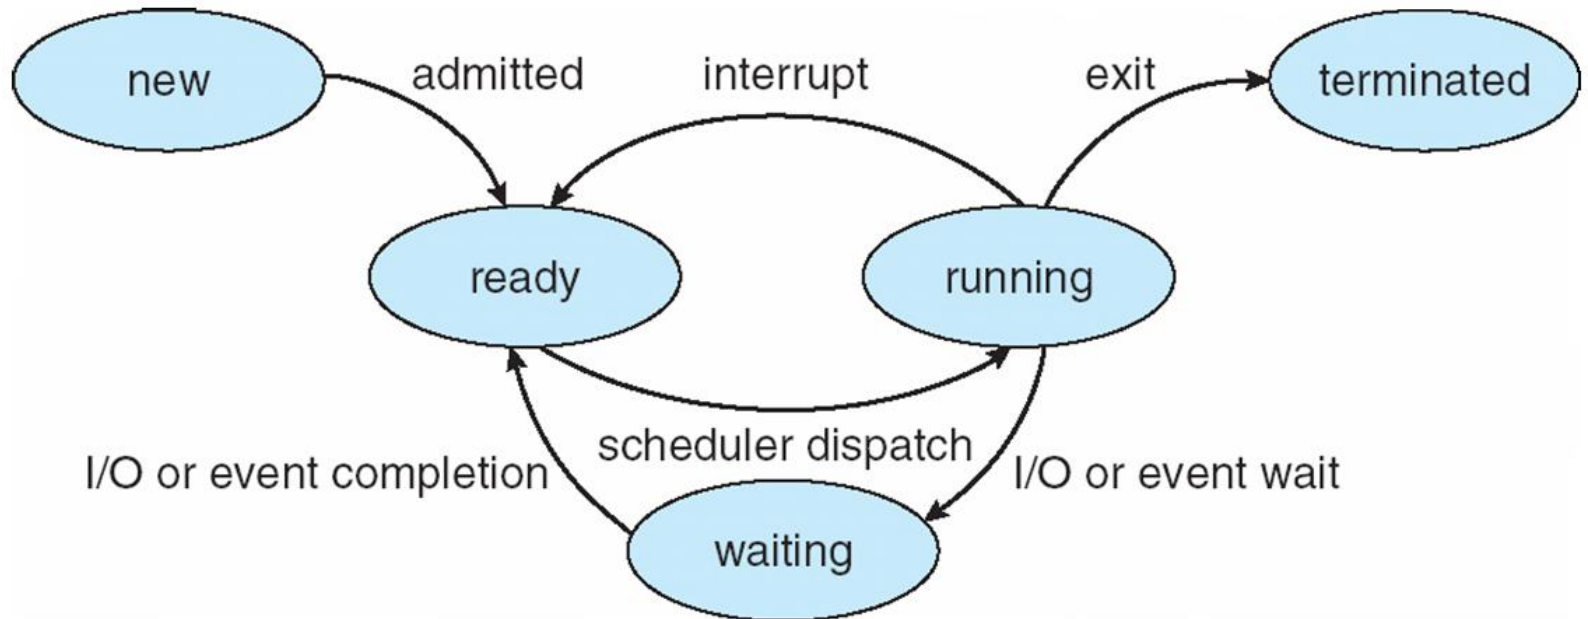 new
admitted
interrupt
exit
terminated
ready
running
scheduler dispatch
I/O or event completion
I/O or event wait
waiting